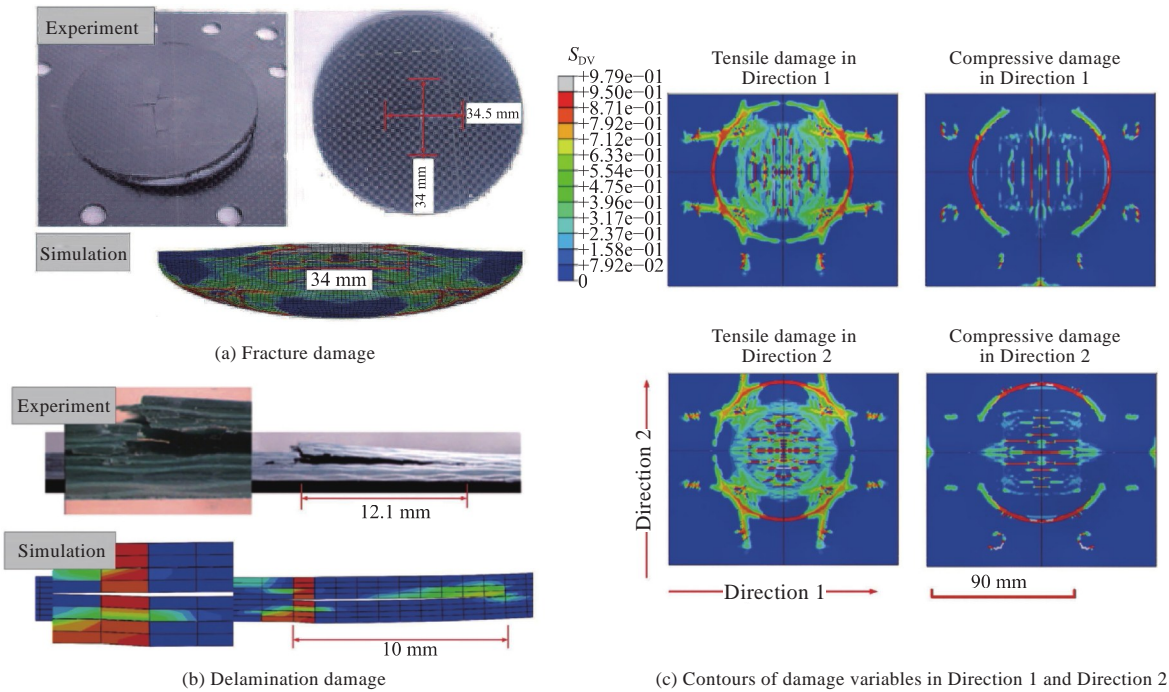 Experiment
34.5 mm
34 mm
Simulation
34 mm
(a) Fracture damage
Experiment
12.1 mm
Simulation
10 mm
(b) Delamination damage
S_DV
+9.79e−01
+9.50e−01
+8.71e−01
+7.92e−01
+7.12e−01
+6.33e−01
+5.54e−01
+4.75e−01
+3.96e−01
+3.17e−01
+2.37e−01
+1.58e−01
+7.92e−02
0
Tensile damage in
Direction 1
Compressive damage
in Direction 1
Tensile damage in
Direction 2
Compressive damage
in Direction 2
Direction 2
Direction 1
90 mm
(c) Contours of damage variables in Direction 1 and Direction 2